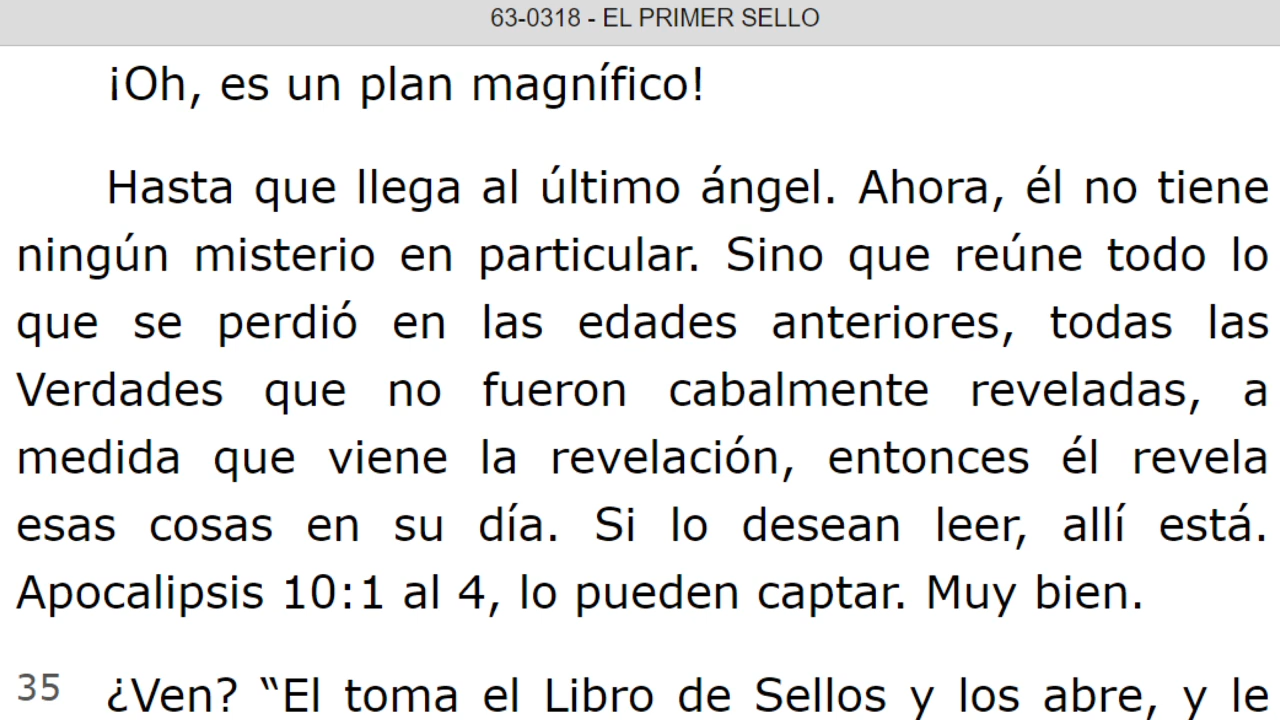 63-0318 - EL PRIMER SELLO
¡Oh, es un plan magnífico!
Hasta que llega al último ángel. Ahora, él no tiene
ningún misterio en particular. Sino que reúne todo lo
que se perdió en las edades anteriores, todas las
Verdades que no fueron cabalmente reveladas, a
medida que viene la revelación, entonces él revela
esas cosas en su día. Si lo desean leer, allí está.
Apocalipsis 10:1 al 4, lo pueden captar. Muy bien.
35 ¿Ven? “El toma el Libro de Sellos y los abre, y le